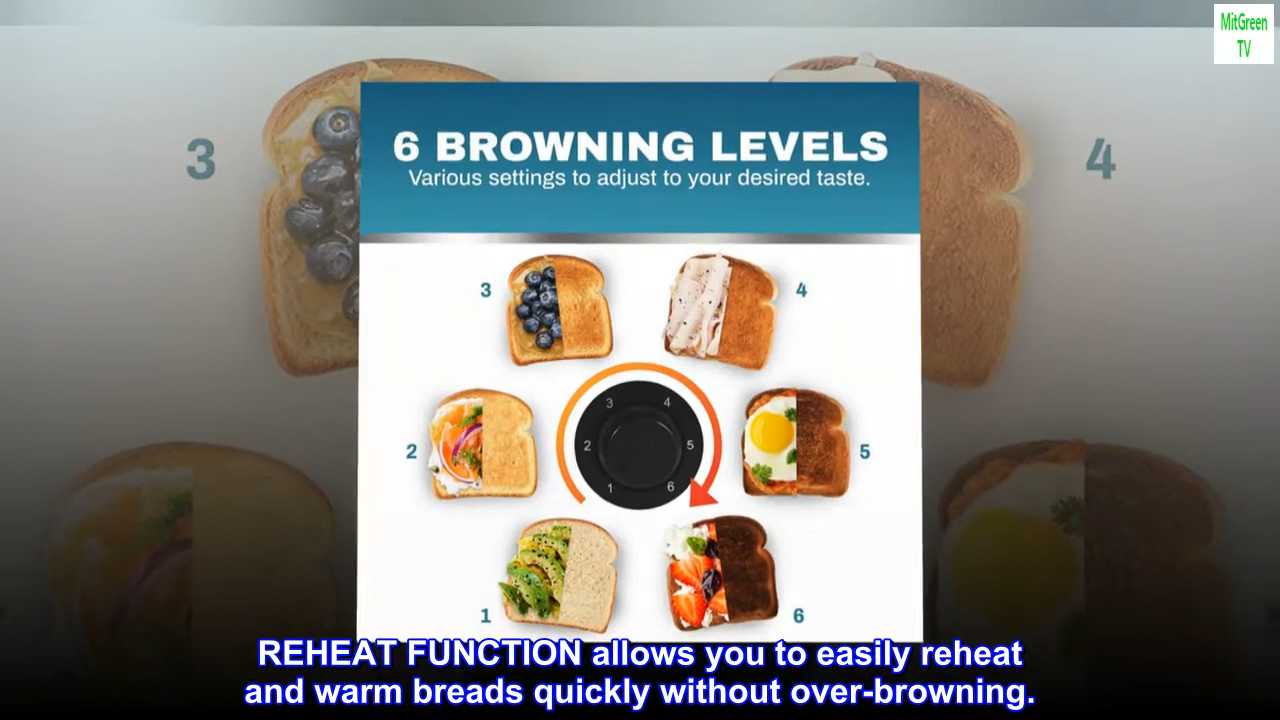 MitGreen
TV
3
4
6 BROWNING LEVELS
Various settings to adjust to your desired taste.
3
4
3
4
2
2
5
5
1
6
1
6
REHEAT FUNCTION allows you to easily reheat
and warm breads quickly without over-browning.